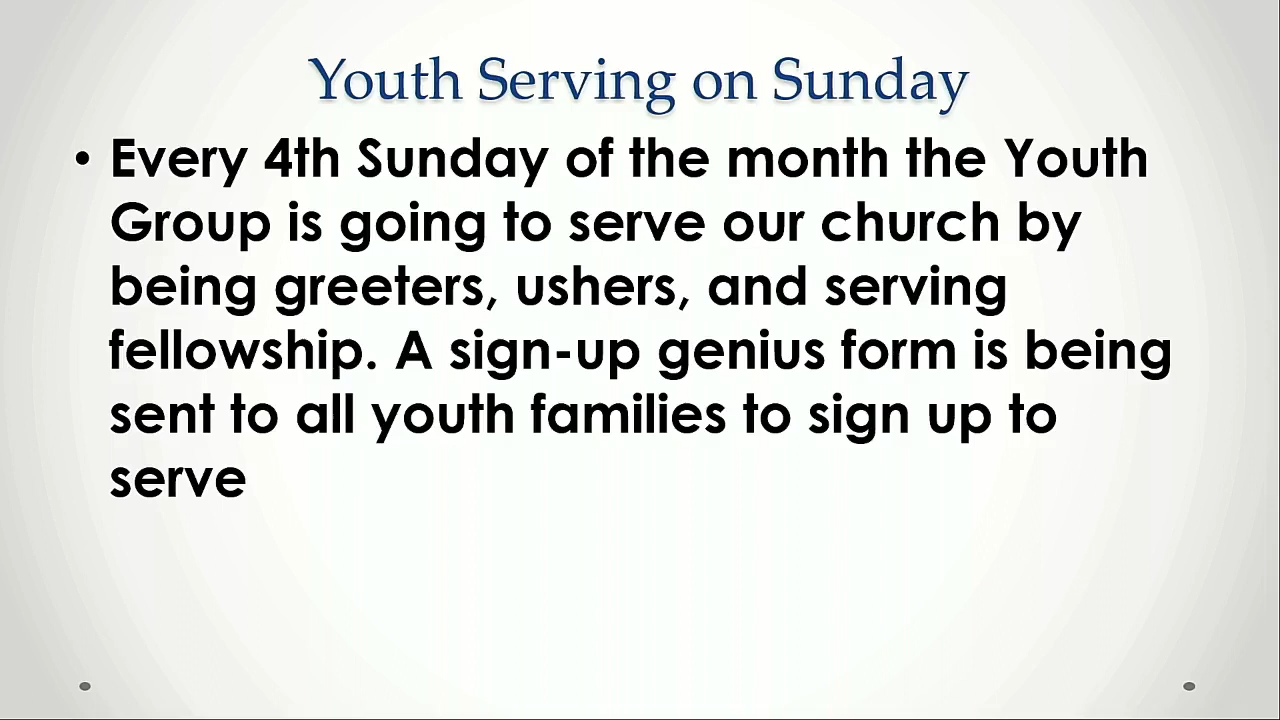 Youth Serving on Sunday
• Every 4th Sunday of the month the Youth
Group is going to serve our church by
being greeters, ushers, and serving
fellowship. A sign-up genius form is being
sent to all youth families to sign up to
serve